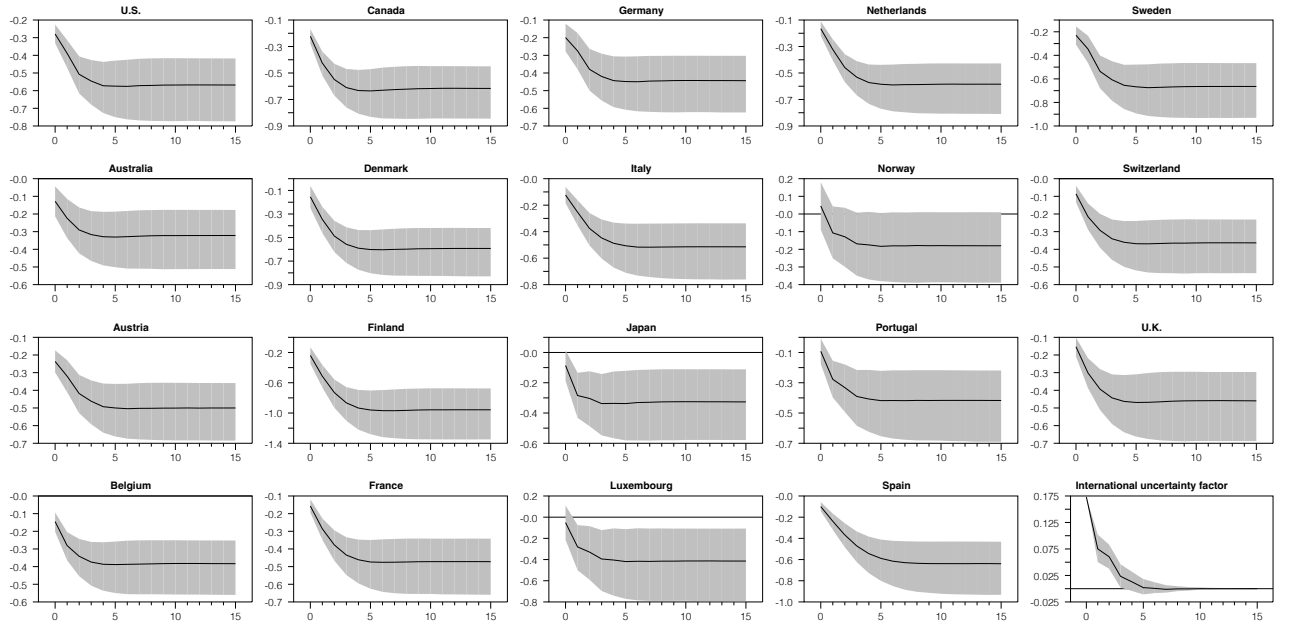 U.S.
-0.2
-0.3
-0.4
-0.5
-0.6
-0.7
-0.8
0 5 10 15
Canada
-0.1
-0.3
-0.5
-0.7
-0.9
0 5 10 15
Germany
-0.1
-0.2
-0.3
-0.4
-0.5
-0.6
-0.7
0 5 10 15
Netherlands
-0.1
-0.3
-0.5
-0.7
-0.9
0 5 10 15
Sweden
-0.2
-0.4
-0.6
-0.8
-1.0
0 5 10 15
Australia
-0.0
-0.1
-0.2
-0.3
-0.4
-0.5
-0.6
0 5 10 15
Denmark
-0.1
-0.3
-0.5
-0.7
-0.9
0 5 10 15
Italy
-0.0
-0.2
-0.4
-0.6
-0.8
0 5 10 15
Norway
0.2
0.1
-0.0
-0.1
-0.2
-0.3
-0.4
0 5 10 15
Switzerland
-0.0
-0.1
-0.2
-0.3
-0.4
-0.5
-0.6
0 5 10 15
Austria
-0.1
-0.2
-0.3
-0.4
-0.5
-0.6
-0.7
0 5 10 15
Finland
-0.2
-0.6
-1.0
-1.4
0 5 10 15
Japan
-0.0
-0.2
-0.4
-0.6
0 5 10 15
Portugal
-0.1
-0.3
-0.5
-0.7
0 5 10 15
U.K.
-0.1
-0.2
-0.3
-0.4
-0.5
-0.6
-0.7
0 5 10 15
Belgium
-0.0
-0.1
-0.2
-0.3
-0.4
-0.5
-0.6
0 5 10 15
France
-0.1
-0.2
-0.3
-0.4
-0.5
-0.6
-0.7
0 5 10 15
Luxembourg
0.2
-0.0
-0.2
-0.4
-0.6
-0.8
0 5 10 15
Spain
-0.0
-0.2
-0.4
-0.6
-0.8
-1.0
0 5 10 15
International uncertainty factor
0.175
0.125
0.075
0.025
-0.025
0 5 10 15